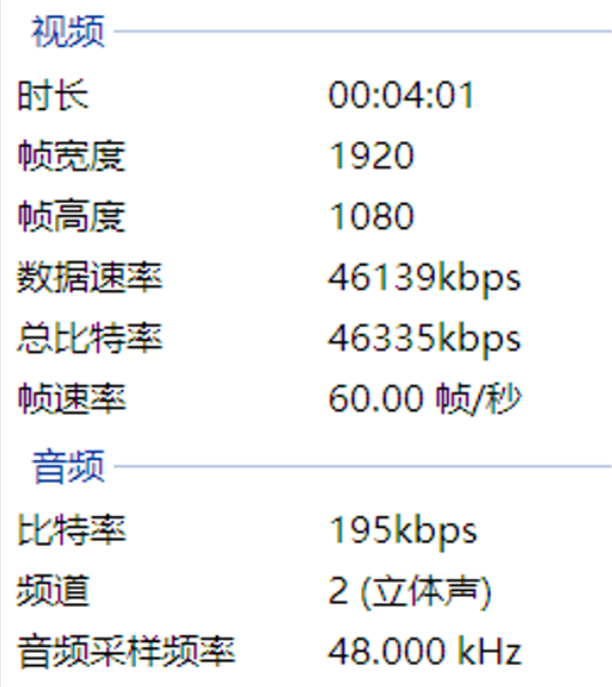 视频
时长 00:04:01
帧宽度 1920
帧高度 1080
数据速率 46139kbps
总比特率 46335kbps
帧速率 60.00 帧/秒
音频
比特率 195kbps
频道 2 (立体声)
音频采样频率 48.000 kHz